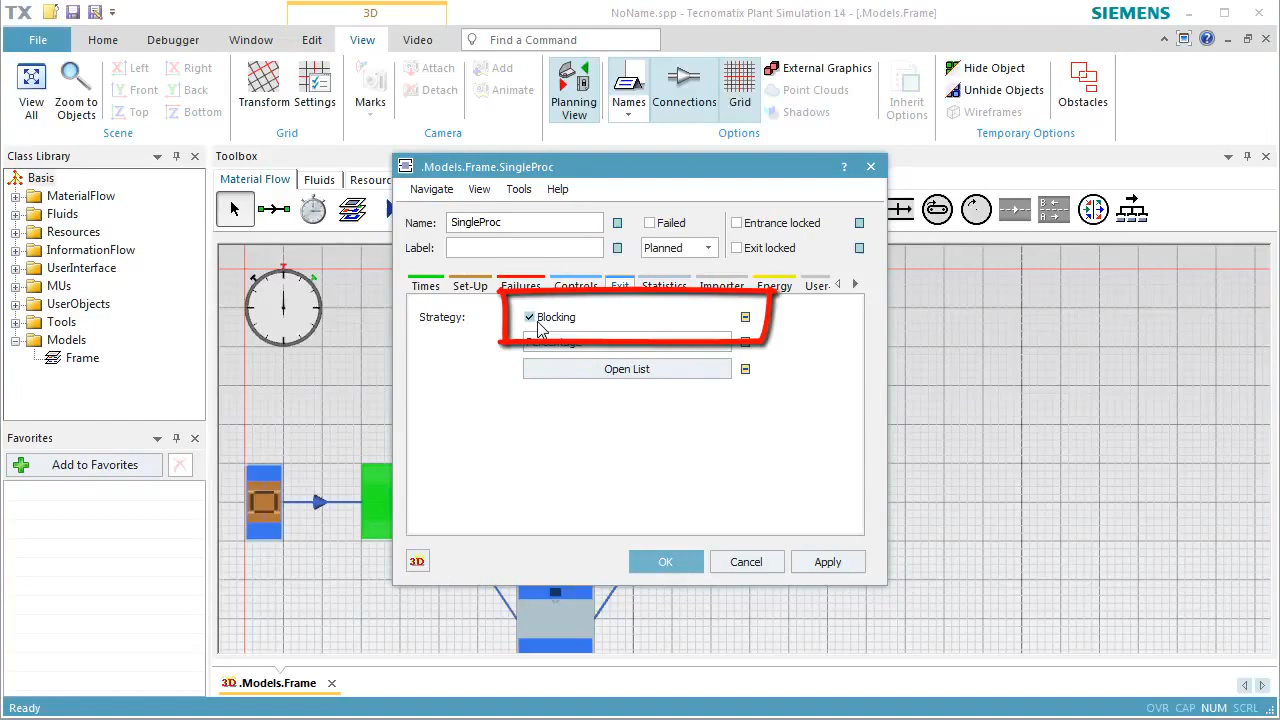 TX
3D
NoName.spp - Tecnomatix Plant Simulation 14 - [.Models.Frame]
SIEMENS
File
Home
Debugger
Window
Edit
View
Video
Find a Command
View All
Zoom to Objects
Left
Right
Front
Back
Top
Bottom
Scene
Transform
Settings
Grid
Marks
Attach
Detach
Add
Animate
Camera
Planning View
Names
Connections
Grid
External Graphics
Point Clouds
Shadows
Inherit Options
Options
Hide Object
Unhide Objects
Wireframes
Obstacles
Temporary Options
Class Library
Basis
MaterialFlow
Fluids
Resources
InformationFlow
UserInterface
MUs
UserObjects
Tools
Models
Frame
Favorites
Add to Favorites
Toolbox
Material Flow
Fluids
Resourc
.Models.Frame.SingleProc
?
Navigate
View
Tools
Help
Name:
SingleProc
Failed
Entrance locked
Label:
Planned
Exit locked
Times
Set-Up
Failures
Controls
Exit
Statistics
Importer
Energy
User-
Strategy:
Blocking
Percentage
Open List
3D
OK
Cancel
Apply
3D .Models.Frame
Ready
OVR CAP NUM SCRL